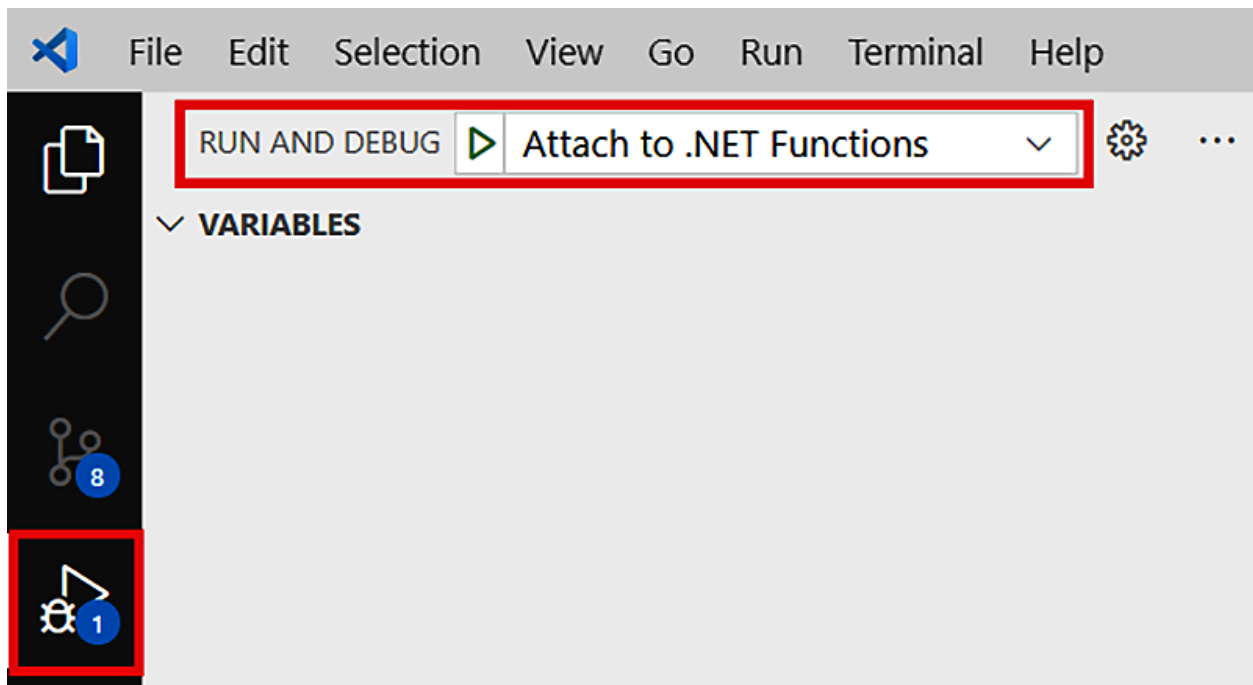 File Edit Selection View Go Run Terminal Help
RUN AND DEBUG Attach to .NET Functions
VARIABLES
8
1